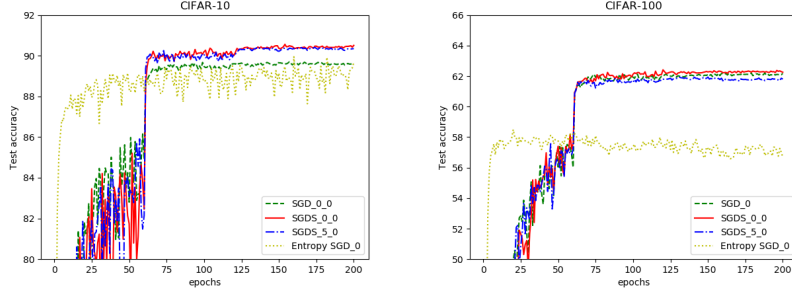 CIFAR-10
Test accuracy
92
90
88
86
84
82
80
0
25
50
75
100
125
150
175
200
epochs
SGD_0_0
SGDS_0_0
SGDS_5_0
Entropy SGD_0
CIFAR-100
Test accuracy
66
64
62
60
58
56
54
52
50
0
25
50
75
100
125
150
175
200
epochs
SGD_0
SGDS_0_0
SGDS_5_0
Entropy SGD_0